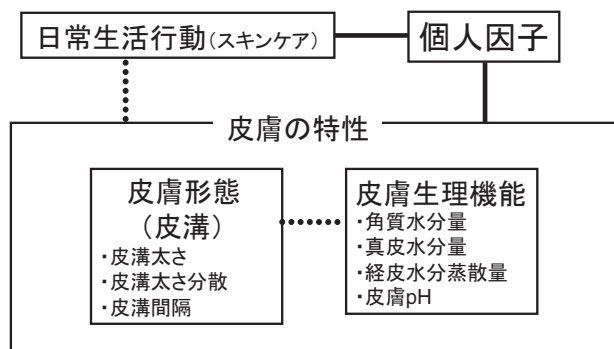 日常生活行動(スキンケア)
個人因子
皮膚の特性
皮膚形態
(皮溝)
・皮溝太さ
・皮溝太さ分散
・皮溝間隔
皮膚生理機能
・角質水分量
・真皮水分量
・経皮水分蒸散量
・皮膚pH